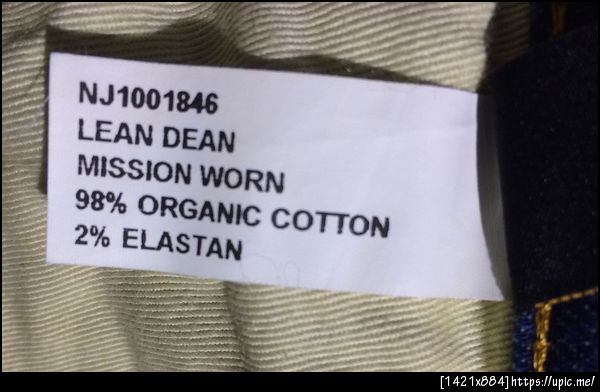 NJ1001846
LEAN DEAN
MISSION WORN
98% ORGANIC COTTON
2% ELASTAN
[1421x884]https://upic.me/